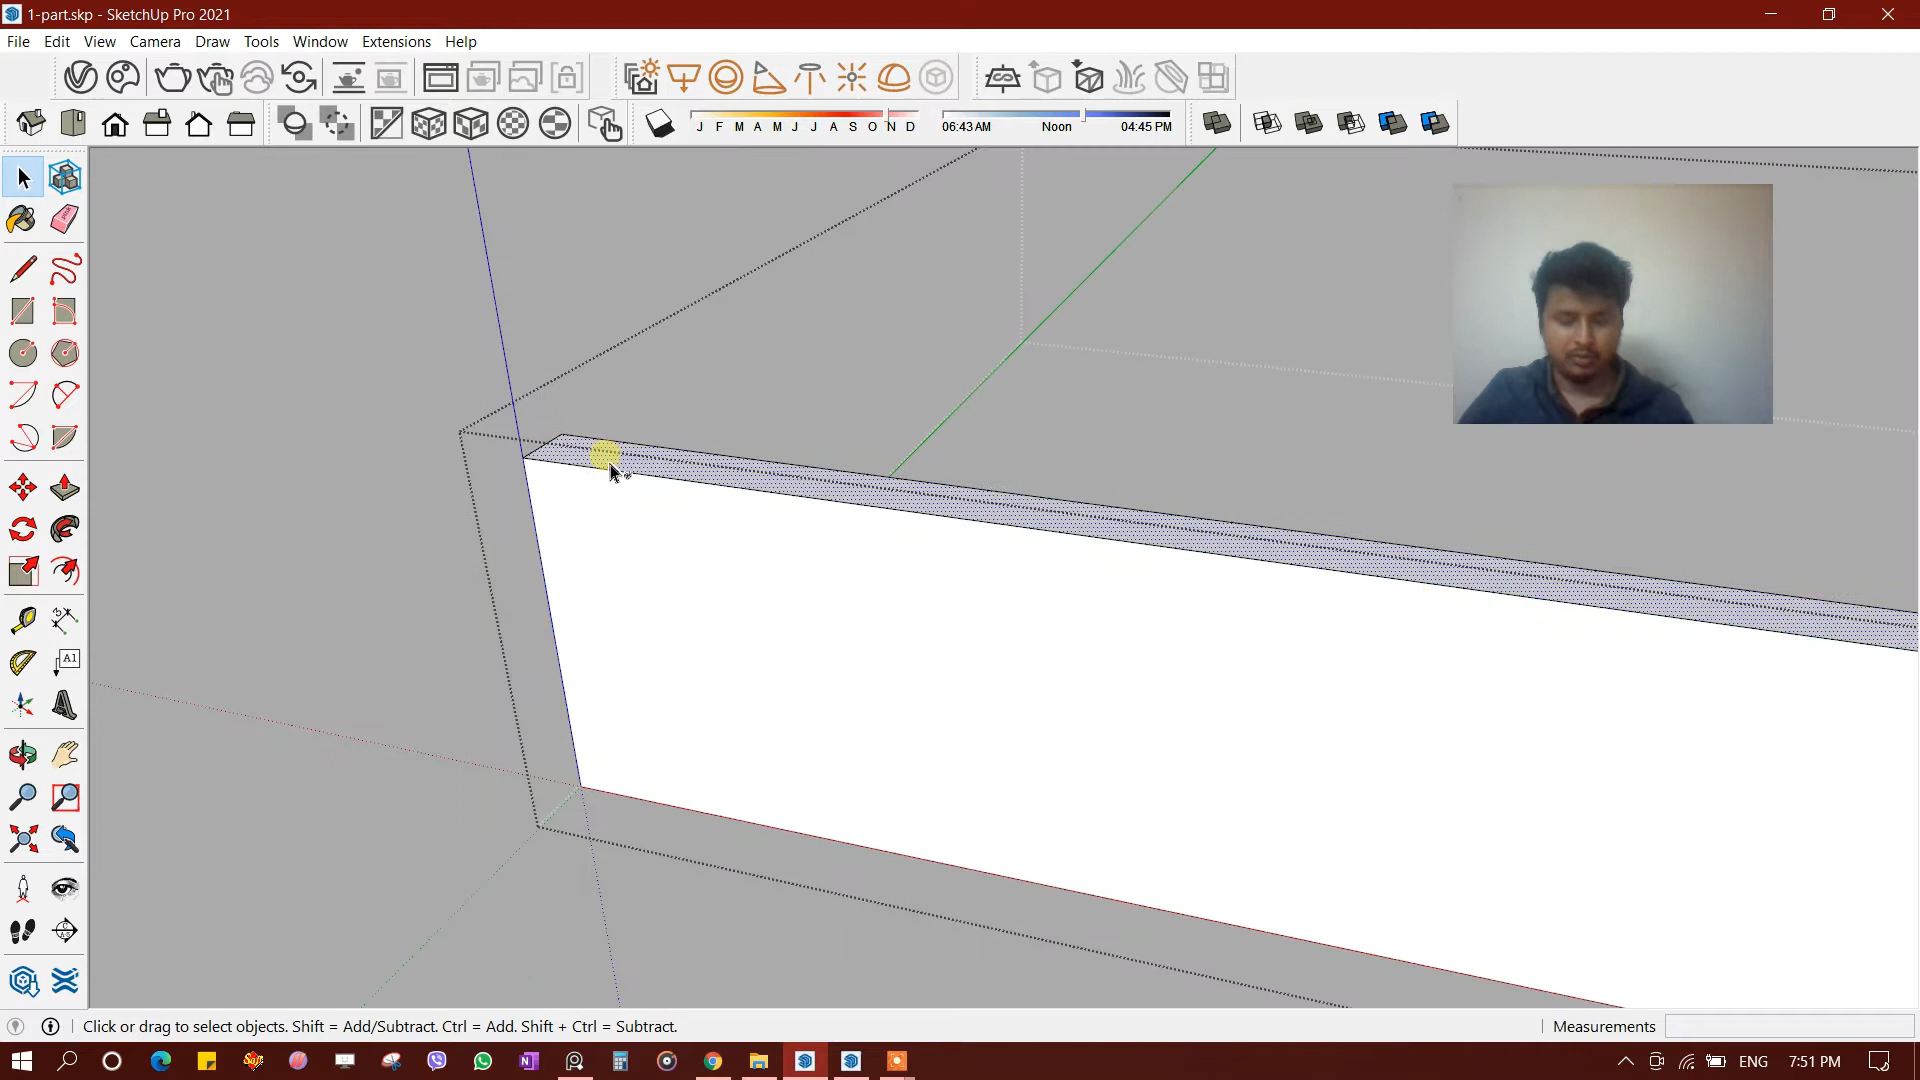 1-part.skp - SketchUp Pro 2021
File Edit View Camera Draw Tools Window Extensions Help
J F M A M J J A S O N D
06:43 AM Noon 04:45 PM
A1
Click or drag to select objects. Shift = Add/Subtract. Ctrl = Add. Shift + Ctrl = Subtract.
Measurements
ENG
7:51 PM